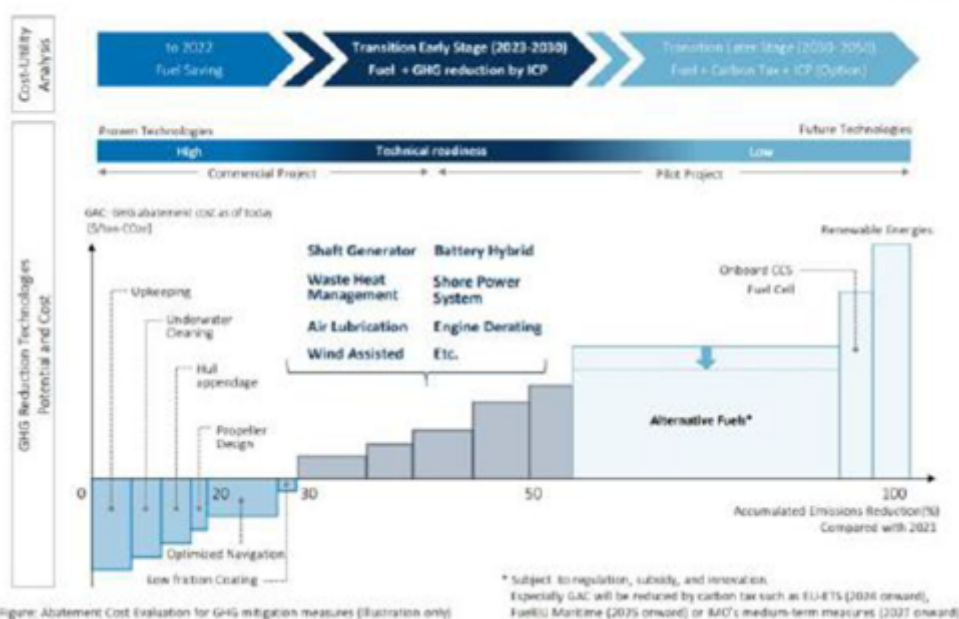 Cost-Utility
Analysis
to 2022
Fuel Saving
Transition Early Stage (2023-2030)
Fuel + GHG reduction by ICP
Transition Later Stage (2030- 2050)
Fuel + Carbon Tax + ICP (Option)
GHG Reduction Technologies
Potential and Cost
Proven Technologies
Future Technologies
High
Technical readiness
Low
Commercial Project
Pilot Project
GAC: GHG abatement cost as of today
[$/ton-CO2e]
Renewable Energies
Shaft Generator
Battery Hybrid
Waste Heat
Management
Shore Power
System
Air Lubrication
Engine Derating
Wind Assisted
Etc.
Onboard CCS
Fuel Cell
Upkeeping
Underwater
Cleaning
Hull
appendage
Propeller
Design
Alternative Fuels*
0
20
30
50
100
Accumulated Emissions Reduction(%)
Compared with 2021
Optimized Navigation
Low friction Coating
* Subject to regulation, subsidy, and innovation.
Especially GAC will be reduced by carbon tax such as EU-ETS (2024 onward),
FuelEU Maritime (2025 onward) or IMO's medium-term measures (2027 onward)
Figure: Abatement Cost Evaluation for GHG mitigation measures (Illustration only)